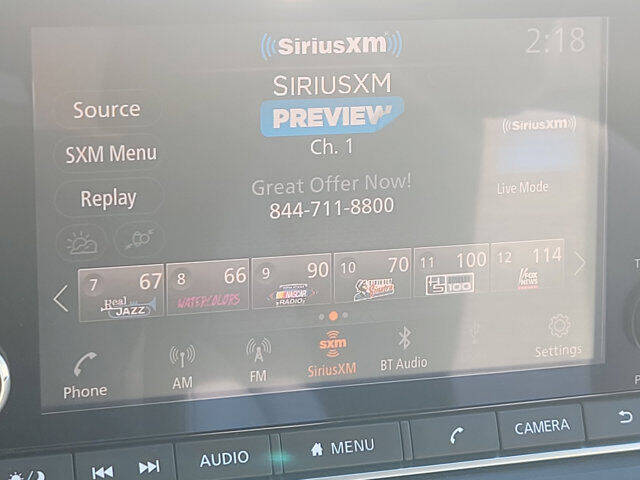 ((SiriusXM))
2:18
SIRIUSXM
PREVIEW
Source
Ch. 1
((SiriusXM))
SXM Menu
Great Offer Now!
Live Mode
Replay
844-711-8800
7 67
Real JAZZ
8 66
WATERCOLORS
9 90
NASCAR
RADIO
10 70
11 100
100
12 114
FOX
NEWS
Phone
AM
FM
sxm
SiriusXM
BT Audio
Settings
AUDIO
MENU
CAMERA